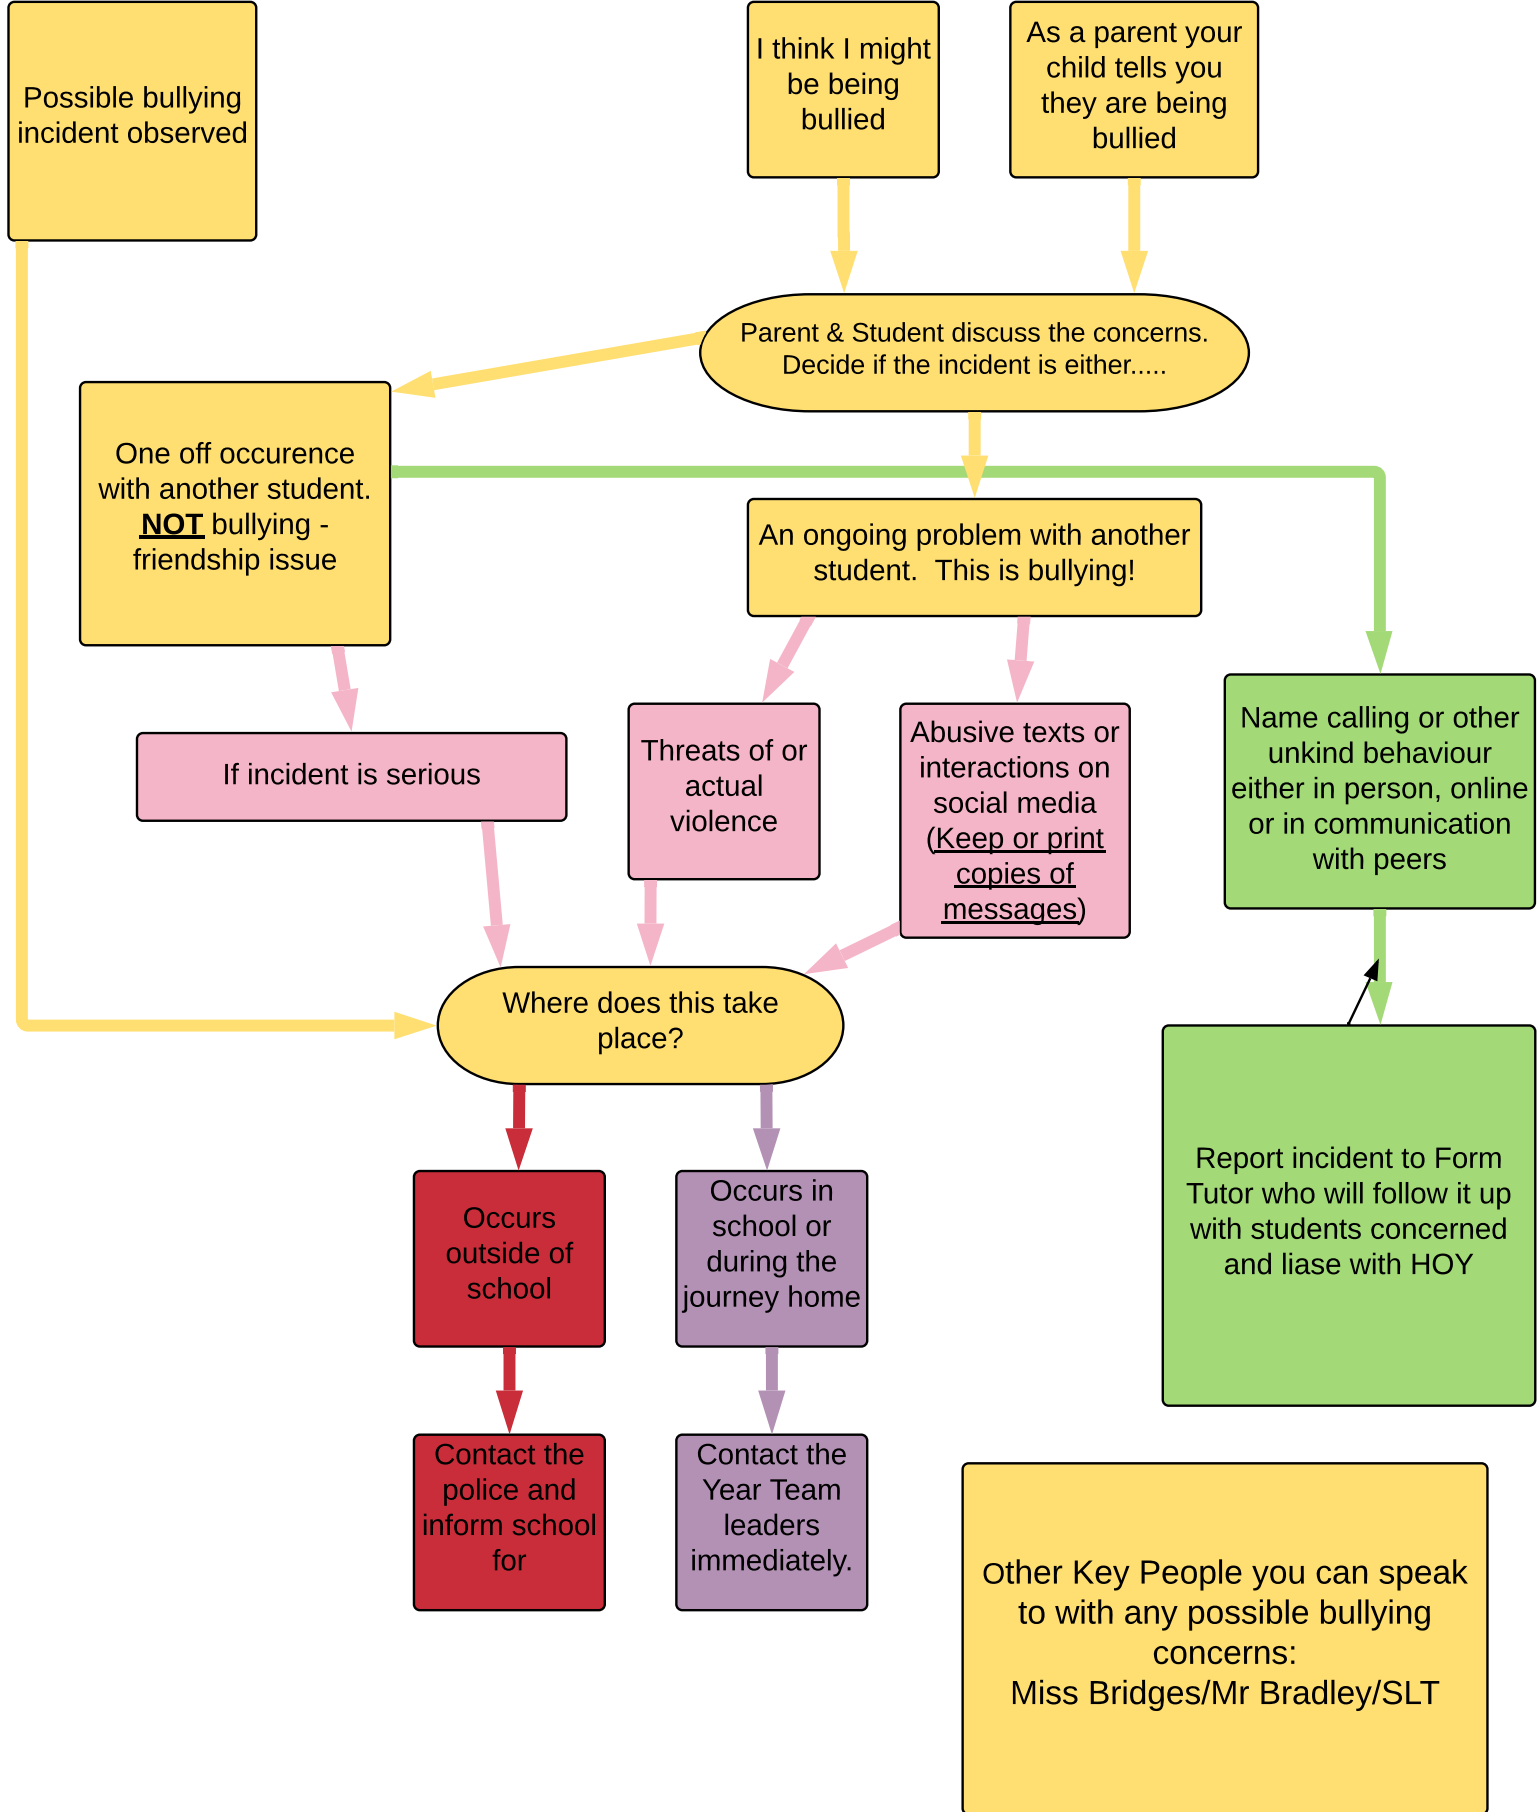 Possible bullying
incident observed
I think I might
be being
bullied
As a parent your
child tells you
they are being
bullied
Parent & Student discuss the concerns.
Decide if the incident is either.....
One off occurence
with another student.
NOT bullying -
friendship issue
An ongoing problem with another
student.  This is bullying!
If incident is serious
Threats of or
actual
violence
Abusive texts or
interactions on
social media
(Keep or print
copies of
messages)
Name calling or other
unkind behaviour
either in person, online
or in communication
with peers
Where does this take
place?
Occurs
outside of
school
Occurs in
school or
during the
journey home
Report incident to Form
Tutor who will follow it up
with students concerned
and liase with HOY
Contact the
police and
inform school
for
Contact the
Year Team
leaders
immediately.
Other Key People you can speak
to with any possible bullying
concerns:
Miss Bridges/Mr Bradley/SLT